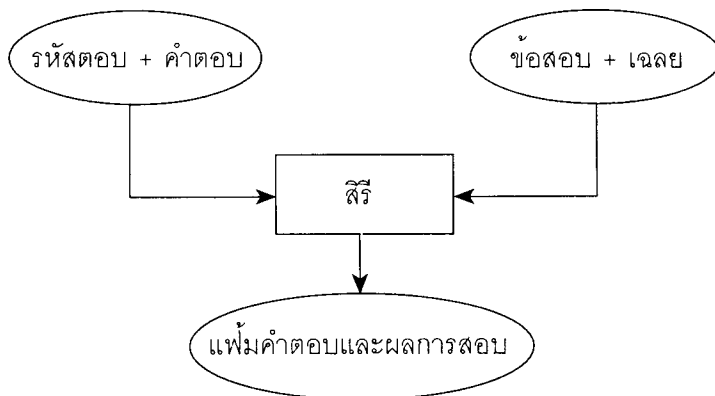 รหัสตอบ + คำตอบ
ข้อสอบ + เฉลย
สิรี
แฟ้มคำตอบและผลการสอบ